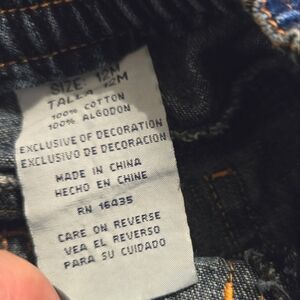 SIZE: 12M
TALLA 12M
100% COTTON
100% ALGODON
EXCLUSIVE OF DECORATION
EXCLUSIVO DE DECORACION
MADE IN CHINA
HECHO EN CHINE
RN 16435
CARE ON REVERSE
VEA EL REVERSO
PARA SU CUIDADO